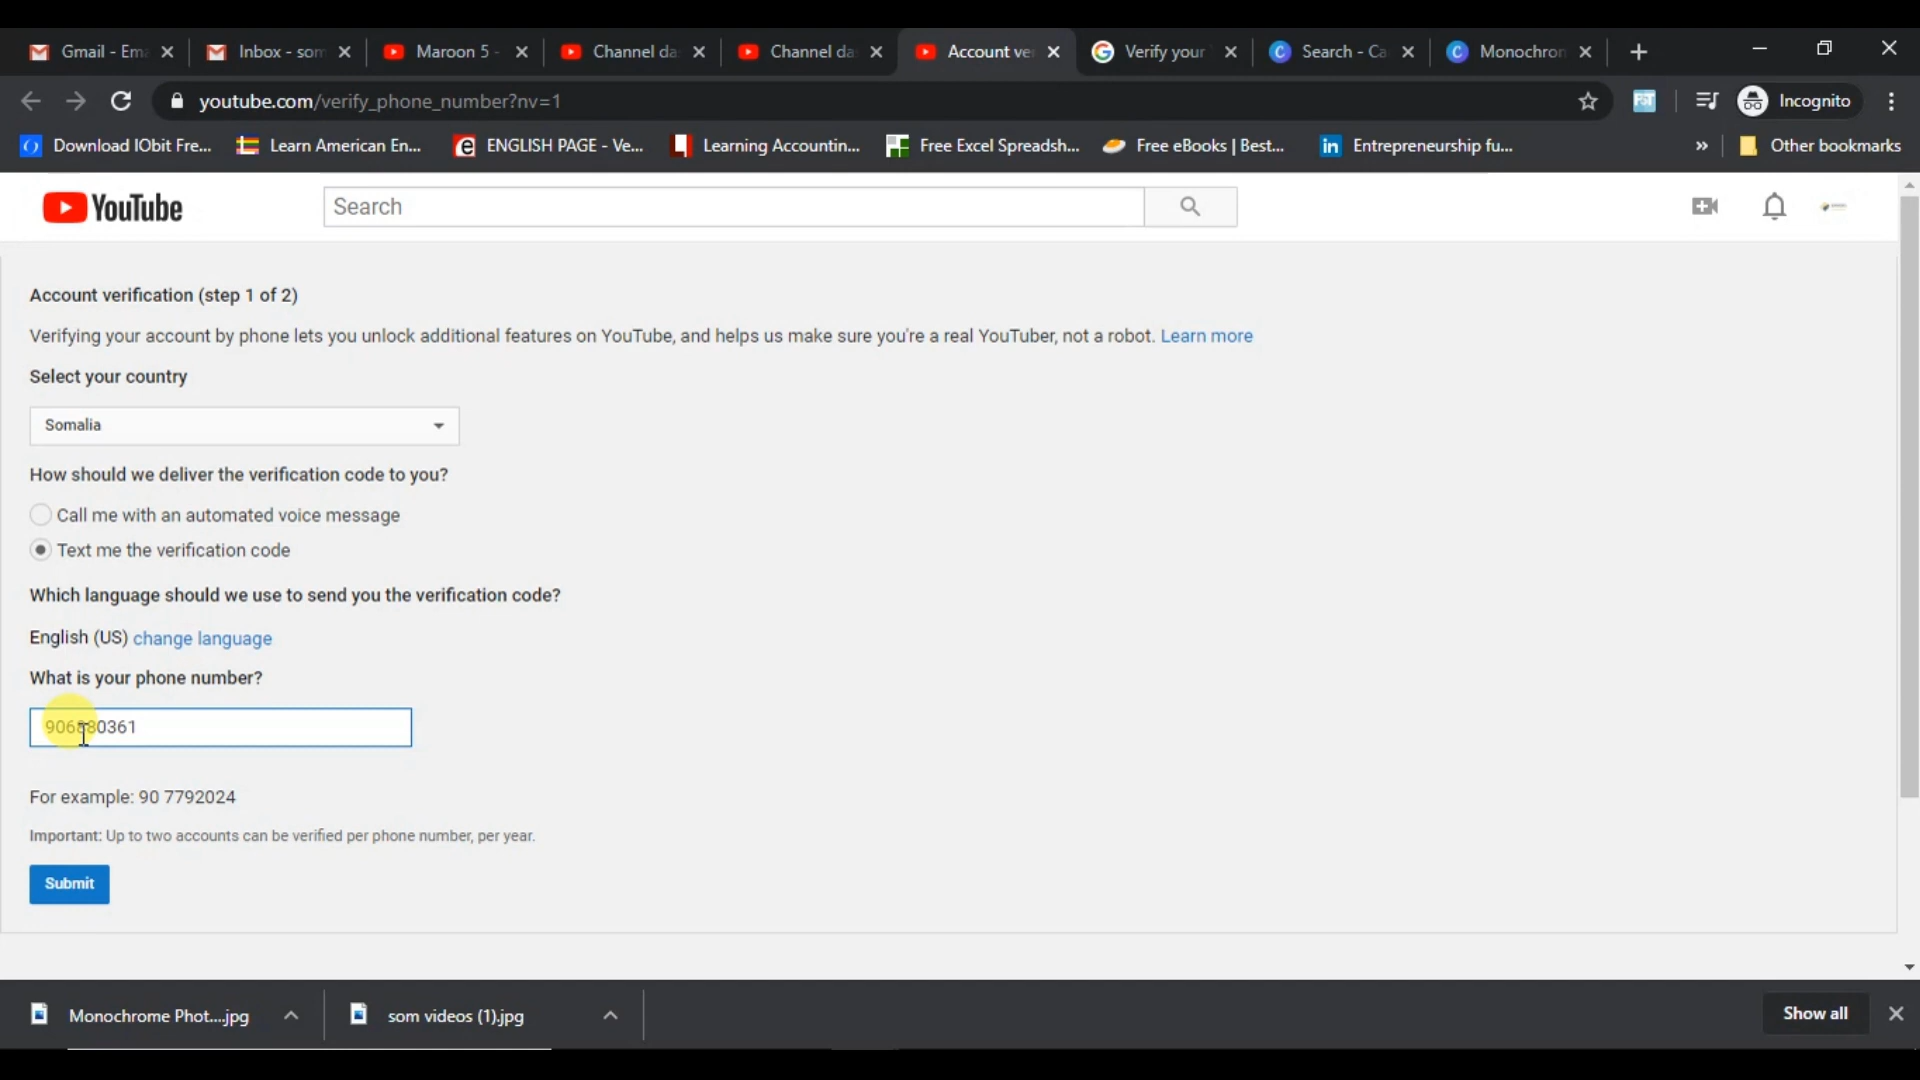 Gmail - Ema
Inbox - som
Maroon 5 -
Channel da
Channel da
Account ve
Verify your
Search - Ca
Monochron
youtube.com/verify_phone_number?nv=1
Incognito
Download IObit Fre...
Learn American En...
ENGLISH PAGE - Ve...
Learning Accountin...
Free Excel Spreadsh...
Free eBooks | Best...
Entrepreneurship fu...
»
Other bookmarks
YouTube
Search
Account verification (step 1 of 2)
Verifying your account by phone lets you unlock additional features on YouTube, and helps us make sure you're a real YouTuber, not a robot. Learn more
Select your country
Somalia
How should we deliver the verification code to you?
Call me with an automated voice message
Text me the verification code
Which language should we use to send you the verification code?
English (US) change language
What is your phone number?
906880361
For example: 90 7792024
Important: Up to two accounts can be verified per phone number, per year.
Submit
Monochrome Phot....jpg
som videos (1).jpg
Show all